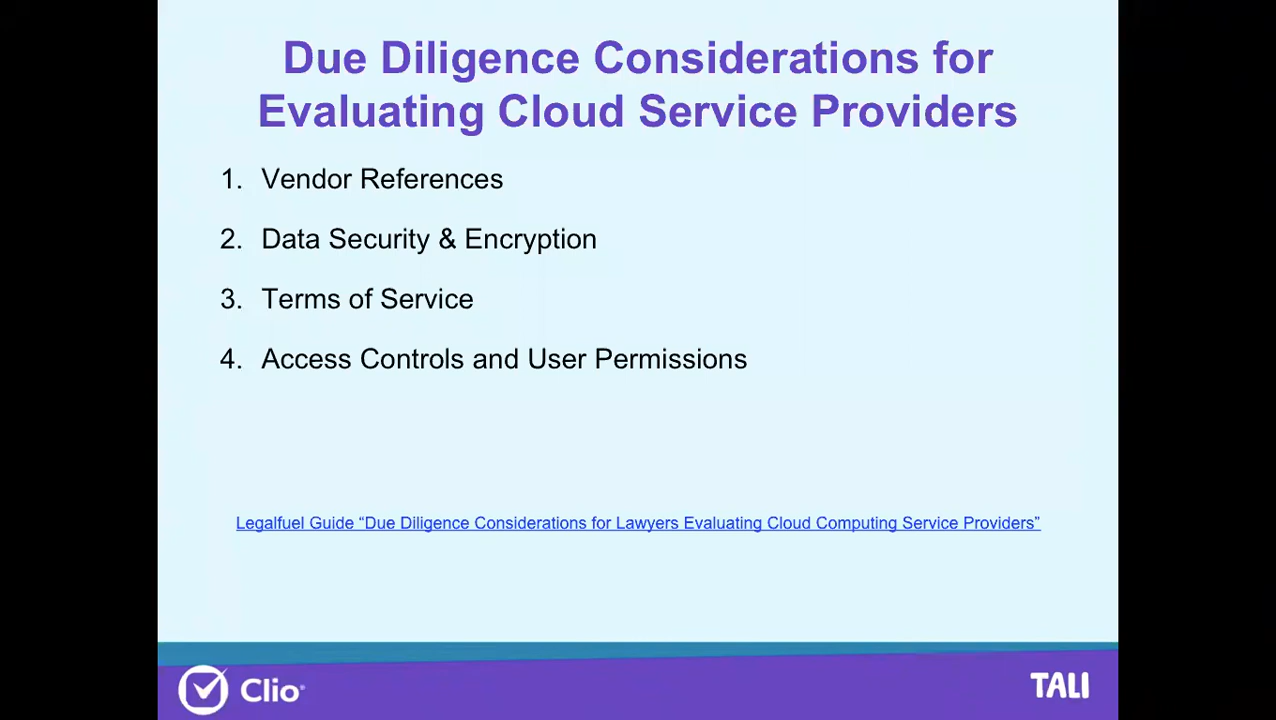 Due Diligence Considerations for
Evaluating Cloud Service Providers
1. Vendor References
2. Data Security & Encryption
3. Terms of Service
4. Access Controls and User Permissions
Legalfuel Guide “Due Diligence Considerations for Lawyers Evaluating Cloud Computing Service Providers”
Clio®
TALI